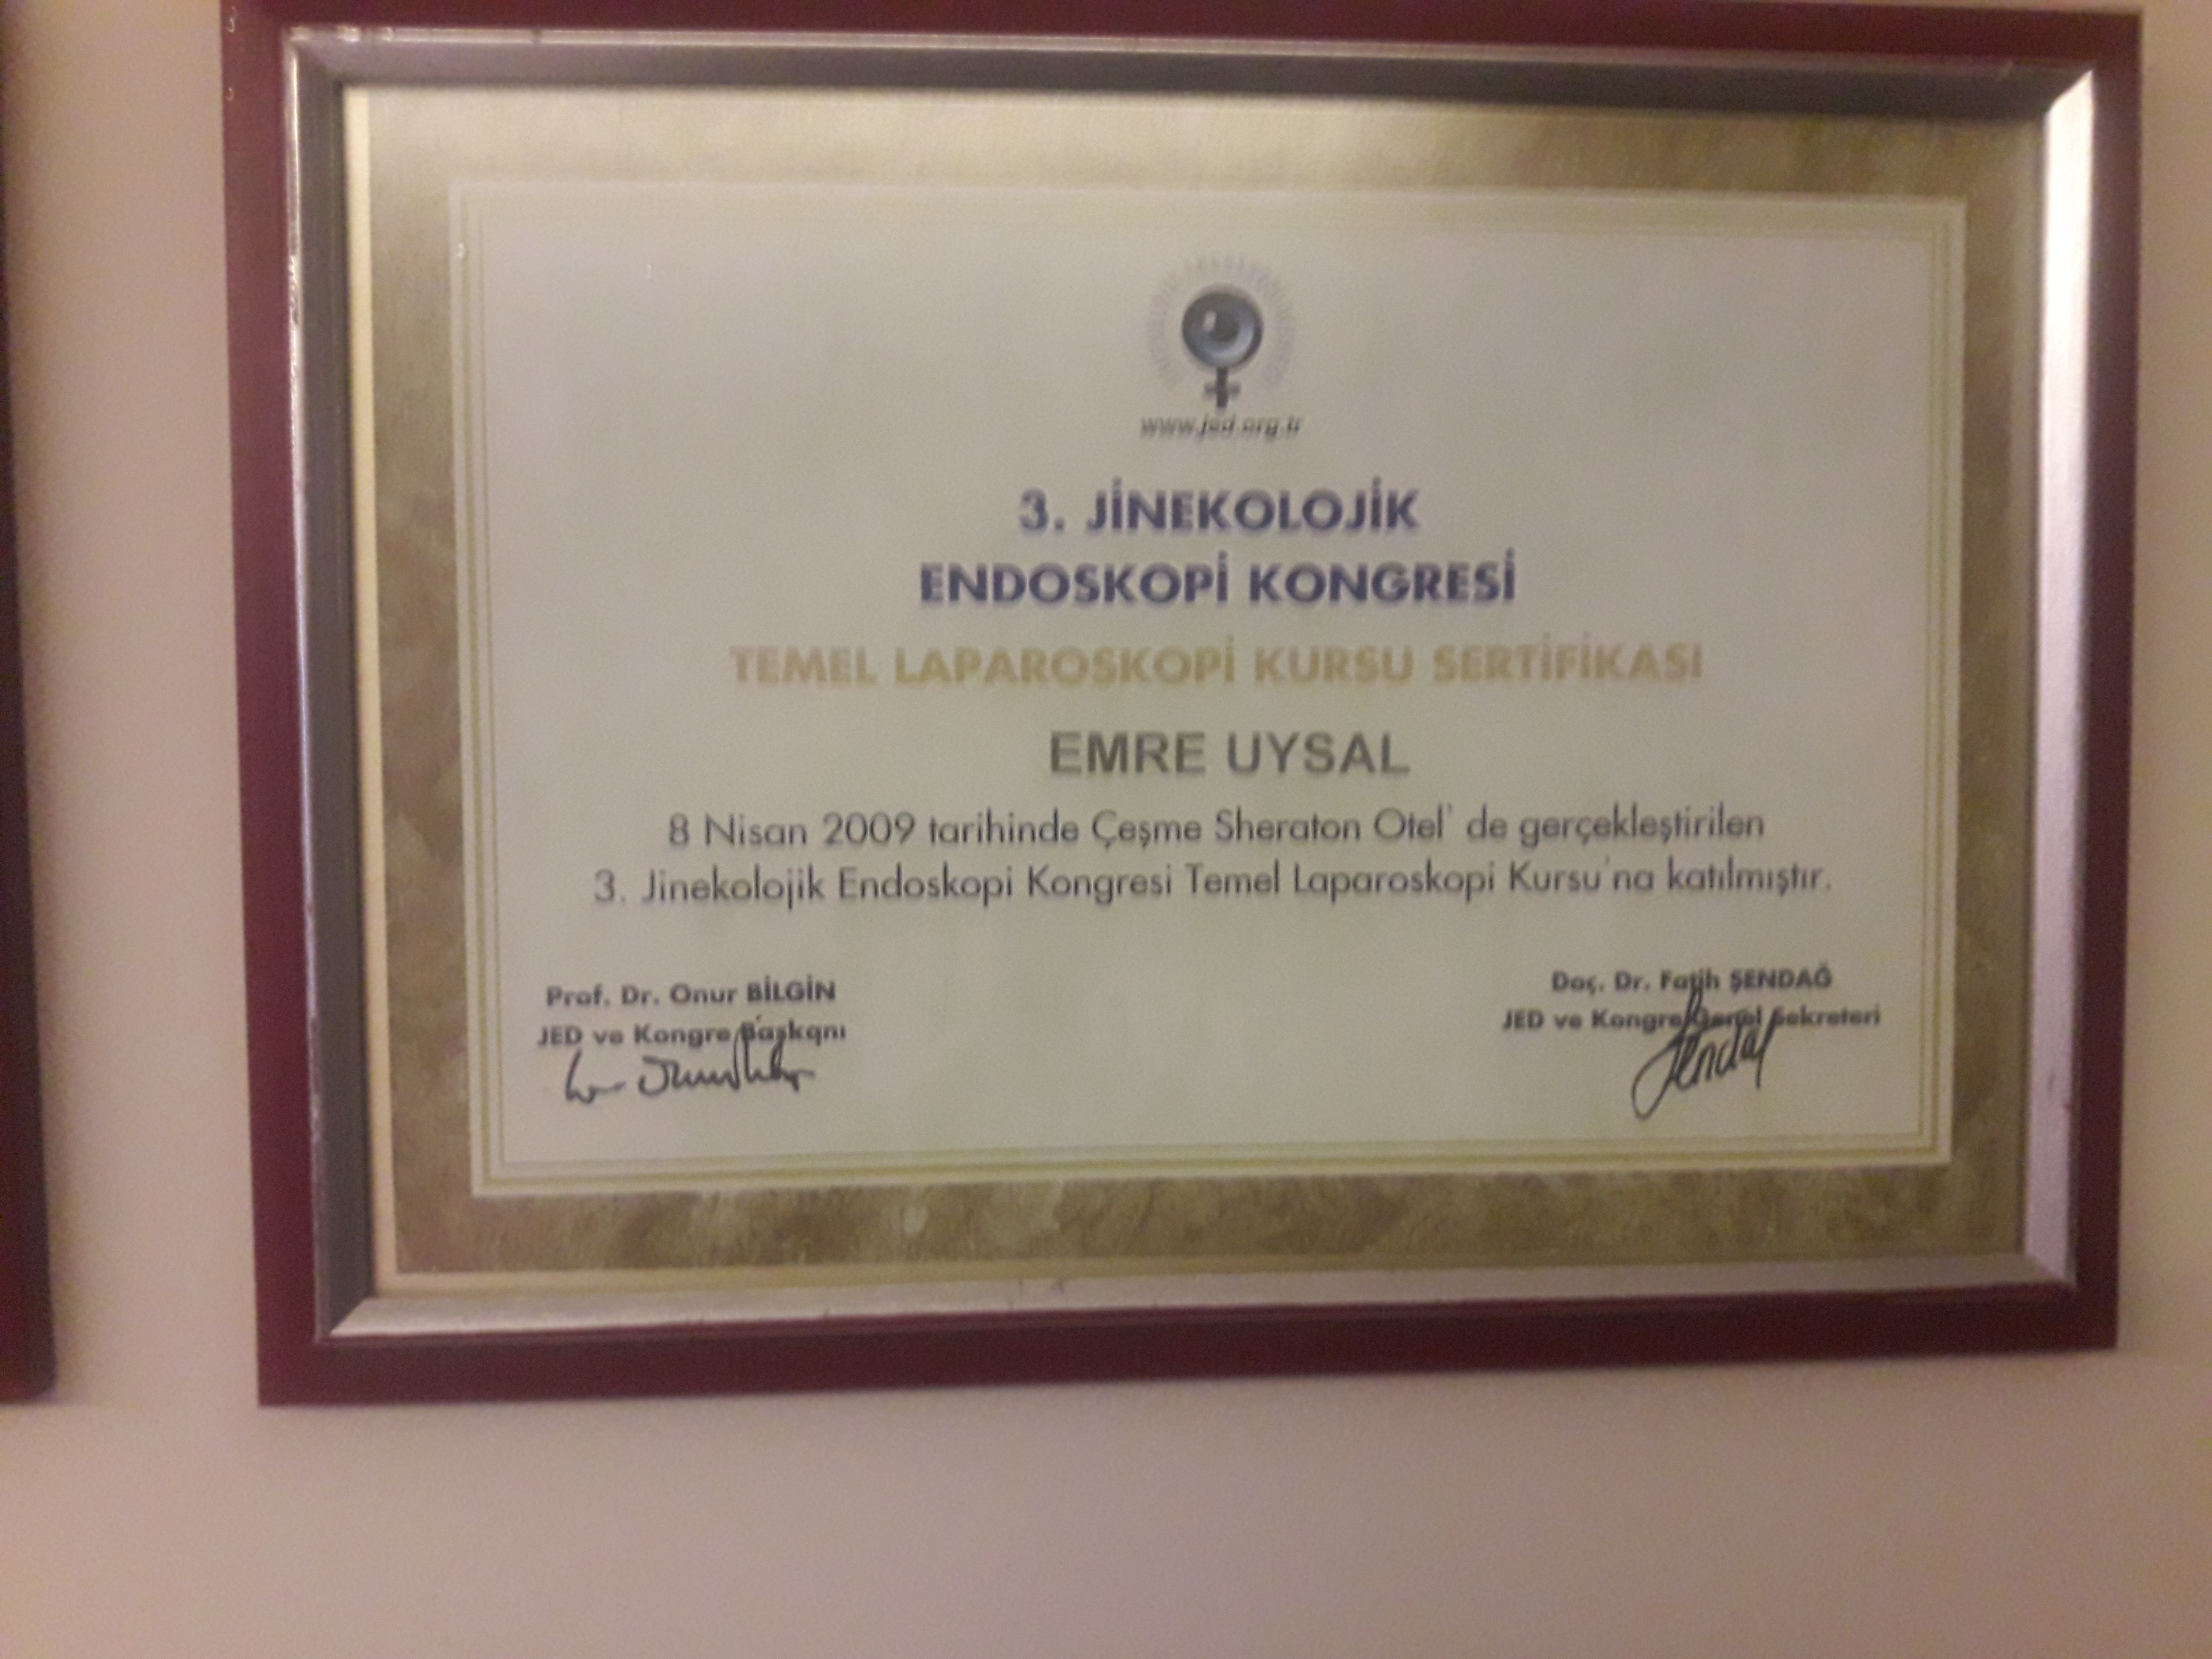 www.jed.org.tr
3. JİNEKOLOJİK
ENDOSKOPİ KONGRESİ
TEMEL LAPAROSKOPİ KURSU SERTİFİKASI
EMRE UYSAL
8 Nisan 2009 tarihinde Çeşme Sheraton Otel' de gerçekleştirilen
3. Jinekolojik Endoskopi Kongresi Temel Laparoskopi Kursu'na katılmıştır.
Prof. Dr. Onur BİLGİN
JED ve Kongre Başkanı
Doç. Dr. Fatih ŞENDAĞ
JED ve Kongre Genel Sekreteri